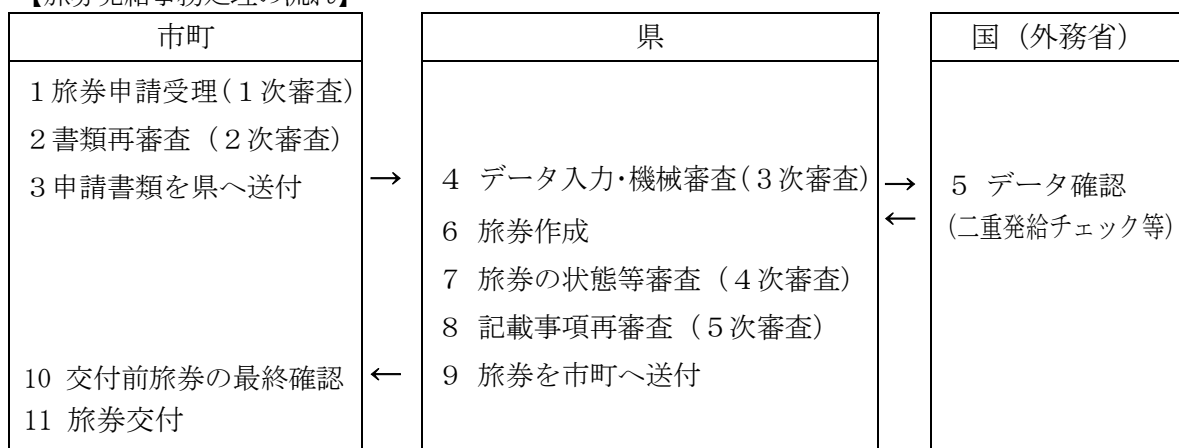 【旅券発給事務処理の流れ】
市町
1旅券申請受理(1次審査)
2書類再審査(2次審査)
3申請書類を県へ送付
10 交付前旅券の最終確認
11 旅券交付
→
←
県
4 データ入力・機械審査(3次審査)
6 旅券作成
7 旅券の状態等審査(4次審査)
8 記載事項再審査(5次審査)
9 旅券を市町へ送付
→
←
国(外務省)
5 データ確認
(二重発給チェック等)